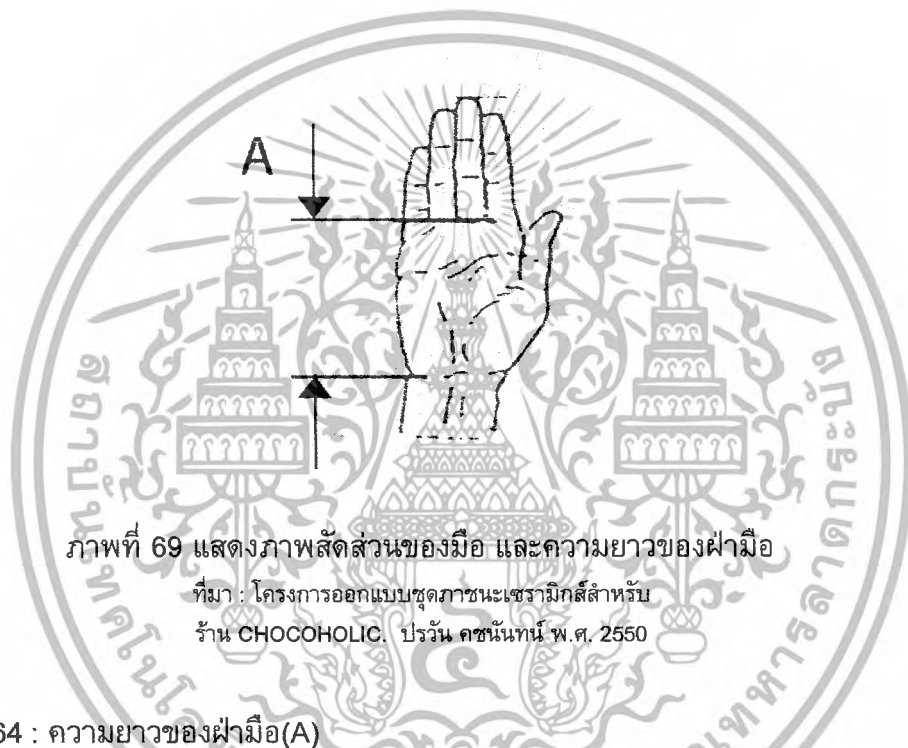 A
ภาพที่ 69 แสดงภาพสัดส่วนของมือ และความยาวของฝ่ามือ
ที่มา : โครงการออกแบบชุดภาชนะเซรามิกส์สำหรับ
ร้าน CHOCOHOLIC. ปรวัน คชนันทน์ พ.ศ. 2550
64 : ความยาวของฝ่ามือ(A)